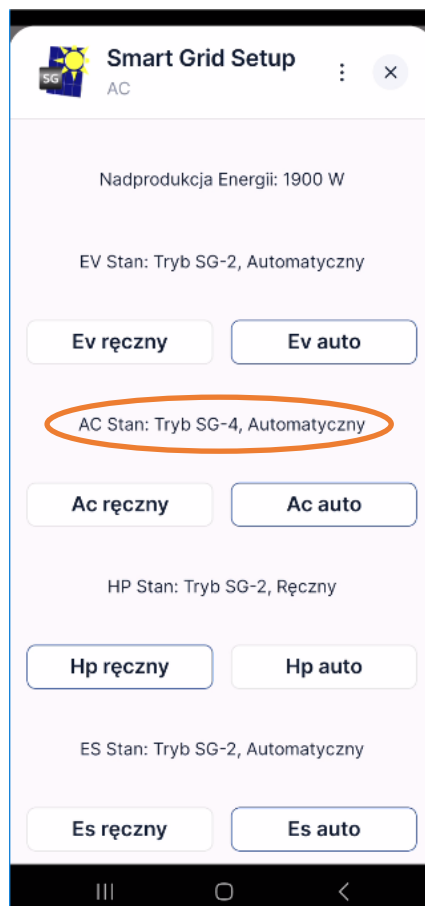 SG
Smart Grid Setup
AC
Nadprodukcja Energii: 1900 W
EV Stan: Tryb SG-2, Automatyczny
Ev ręczny
Ev auto
AC Stan: Tryb SG-4, Automatyczny
Ac ręczny
Ac auto
HP Stan: Tryb SG-2, Ręczny
Hp ręczny
Hp auto
ES Stan: Tryb SG-2, Automatyczny
Es ręczny
Es auto